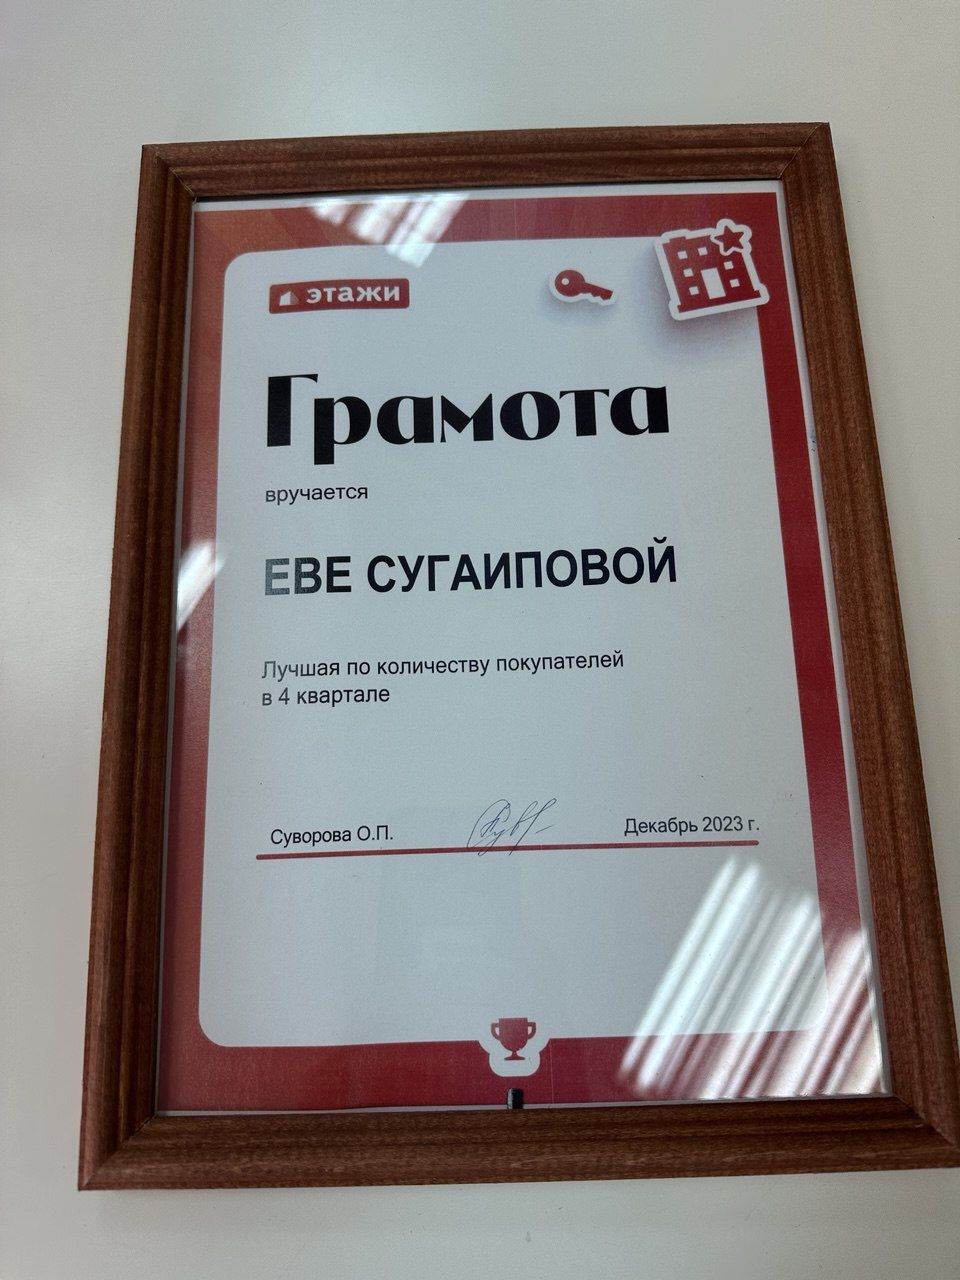 этажи
Грамота
вручается
ЕВЕ СУГАИПОВОЙ
Лучшая по количеству покупателей
в 4 квартале
Суворова О.П. Декабрь 2023 г.